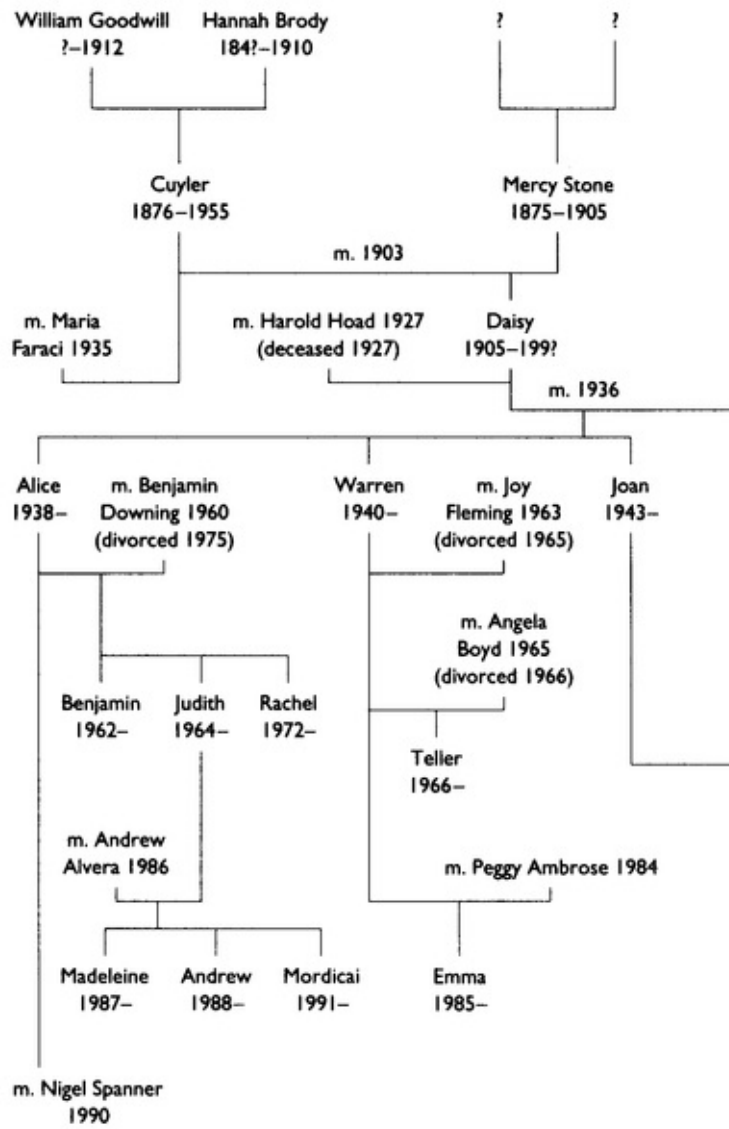 William Goodwill Hannah Brody ? ?
?–1912 184?–1910
Cuyler Mercy Stone
1876–1955 1875–1905
m. 1903
m. Maria m. Harold Hoad 1927 Daisy
Faraci 1935 (deceased 1927) 1905–199?
m. 1936
Alice m. Benjamin Warren m. Joy Joan
1938– Downing 1960 1940– Fleming 1963 1943–
(divorced 1975) (divorced 1965)
m. Angela
Boyd 1965
(divorced 1966)
Benjamin Judith Rachel
1962– 1964– 1972–
Teller
1966–
m. Andrew
Alvera 1986 m. Peggy Ambrose 1984
Madeleine Andrew Mordicai Emma
1987– 1988– 1991– 1985–
m. Nigel Spanner
1990